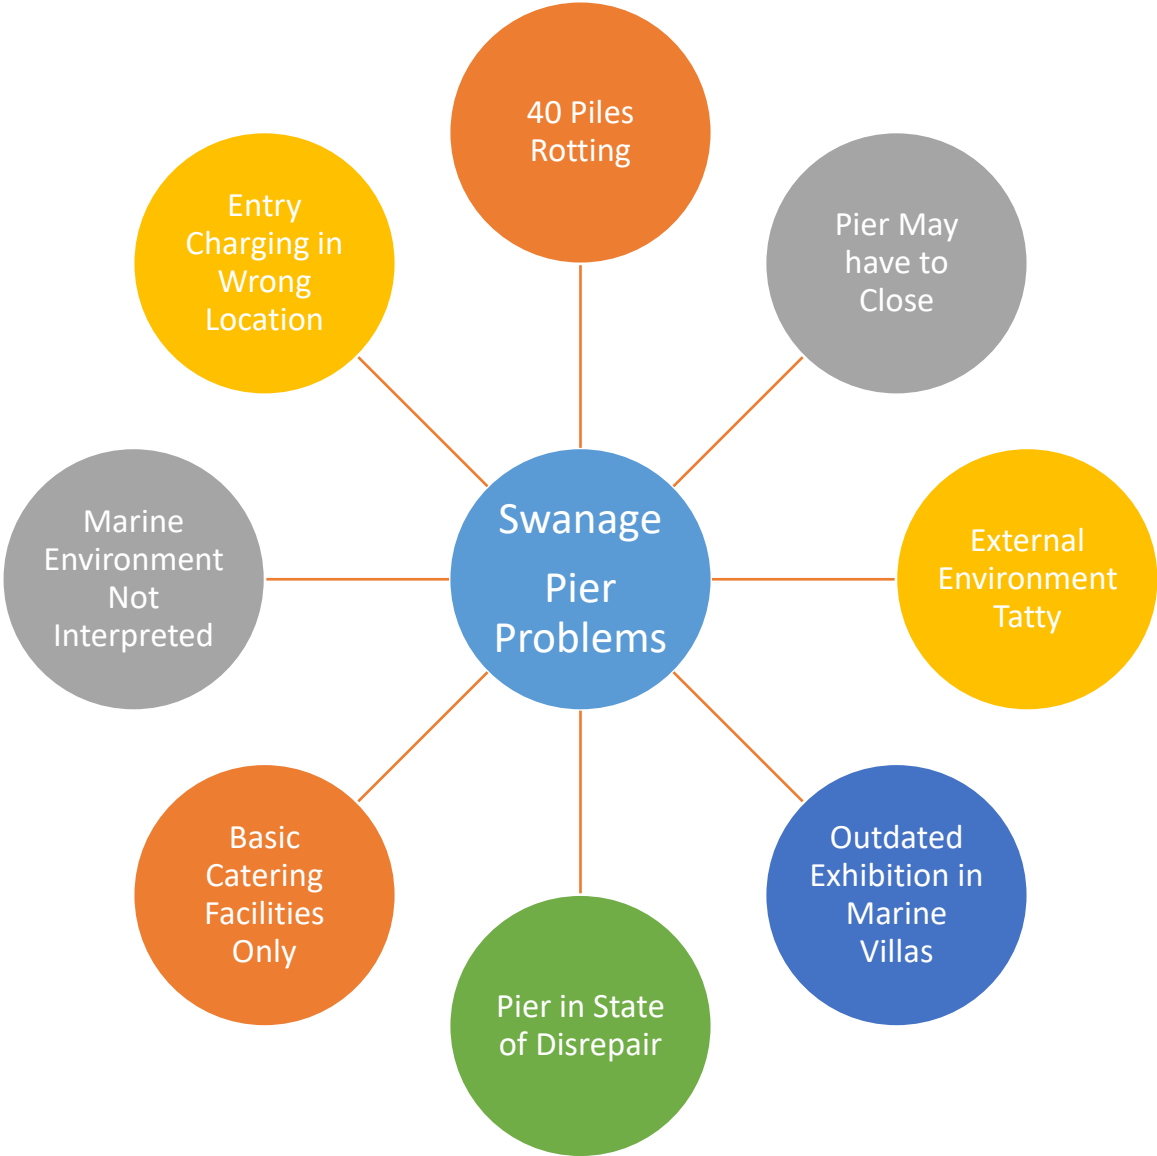 40 Piles
Rotting
Pier May
have to
Close
External
Environment
Tatty
Outdated
Exhibition in
Marine
Villas
Pier in State
of Disrepair
Basic
Catering
Facilities
Only
Marine
Environment
Not
Interpreted
Entry
Charging in
Wrong
Location
Swanage
Pier
Problems